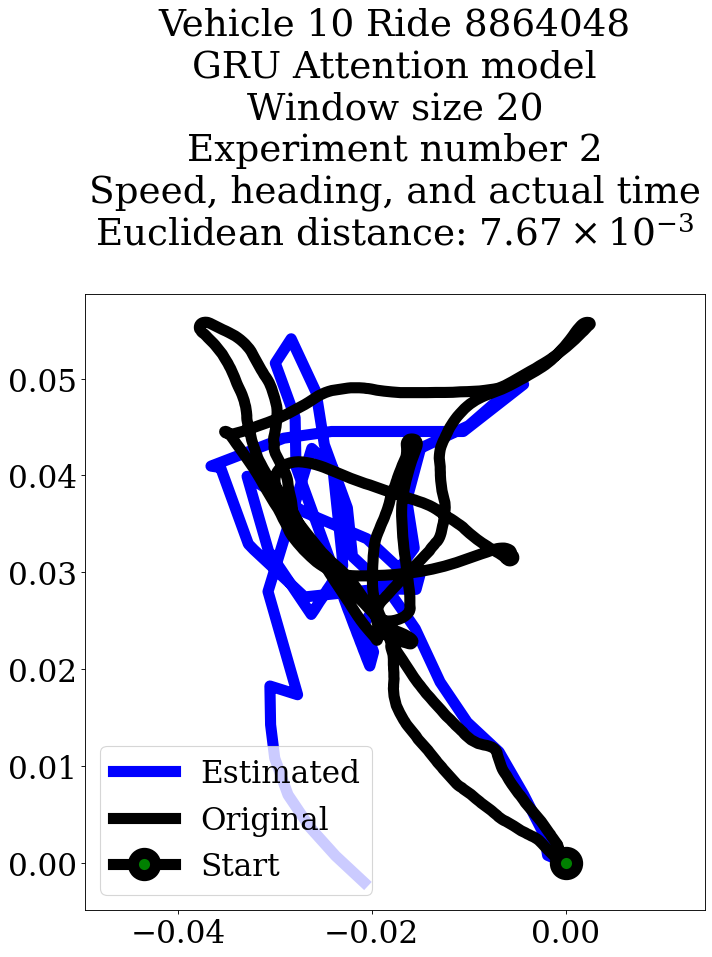 Vehicle 10 Ride 8864048
GRU Attention model
Window size 20
Experiment number 2
Speed, heading, and actual time
Euclidean distance: 7.67 × 10⁻³
0.05
0.04
0.03
0.02
0.01
0.00
Estimated
Original
Start
−0.04
−0.02
0.00